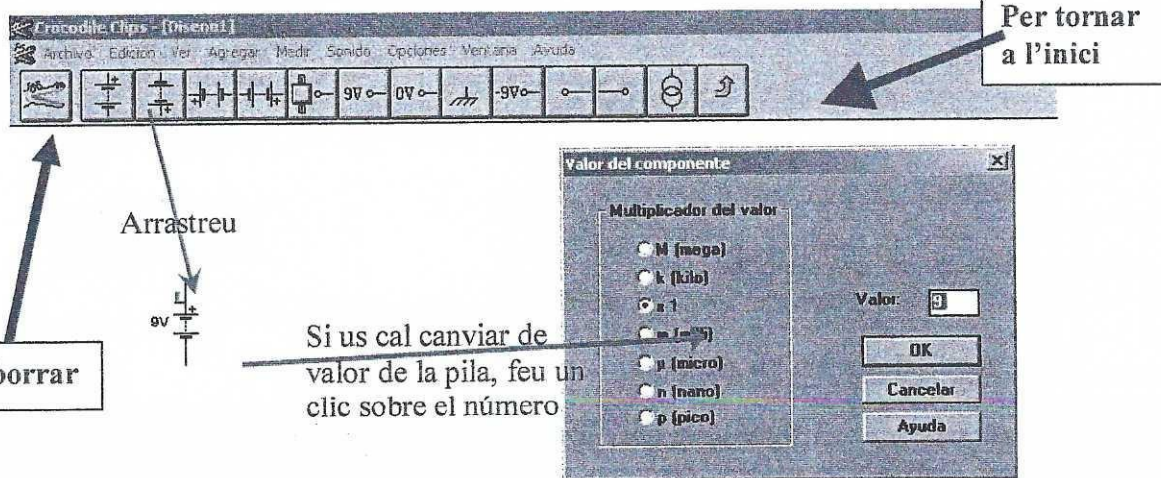 Crocodile Clips - [Diseno1]
Archivo Edicion Ver Agregar Medir Sonido Opciones Ventana Ayuda
Per tornar
a l'inici
9V
0V
-9V
Arrastreu
9V
borrar
Si us cal canviar de
valor de la pila, feu un
clic sobre el número
Valor del componente
Multiplicador del valor
M (mega)
k (kilo)
x 1
m
µ (micro)
n (nano)
p (pico)
Valor: 9
OK
Cancelar
Ayuda